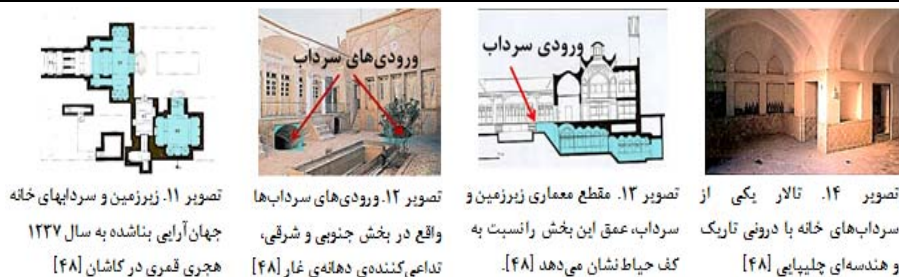 ورودی سرداب
ورودی‌های سرداب
تصویر ۱۴. تالار یکی از
سرداب‌های خانه با درونی تاریک
و هندسه‌ای چلیپایی [۴۸]
تصویر ۱۳. مقطع معماری زیرزمین و
سرداب، عمق این بخش را نسبت به
کف حیاط نشان می‌دهد [۴۸].
تصویر ۱۲. ورودی‌های سرداب‌ها
واقع در بخش جنوبی و شرقی،
تداعی‌کننده‌ی دهانه‌ی غار [۴۸]
تصویر ۱۱. زیرزمین و سردابهای خانه
جهان‌آرایی بناشده به سال ۱۲۳۷
هجری قمری در کاشان [۴۸]